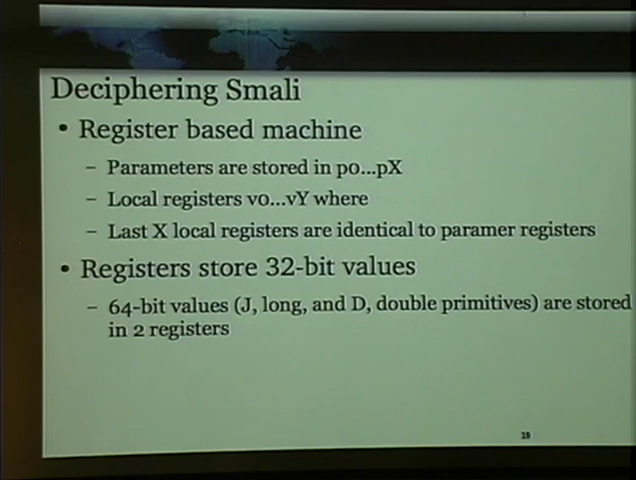 Deciphering Smali
• Register based machine
– Parameters are stored in p0...pX
– Local registers v0...vY where
– Last X local registers are identical to paramer registers
• Registers store 32-bit values
– 64-bit values (J, long, and D, double primitives) are stored
in 2 registers
19